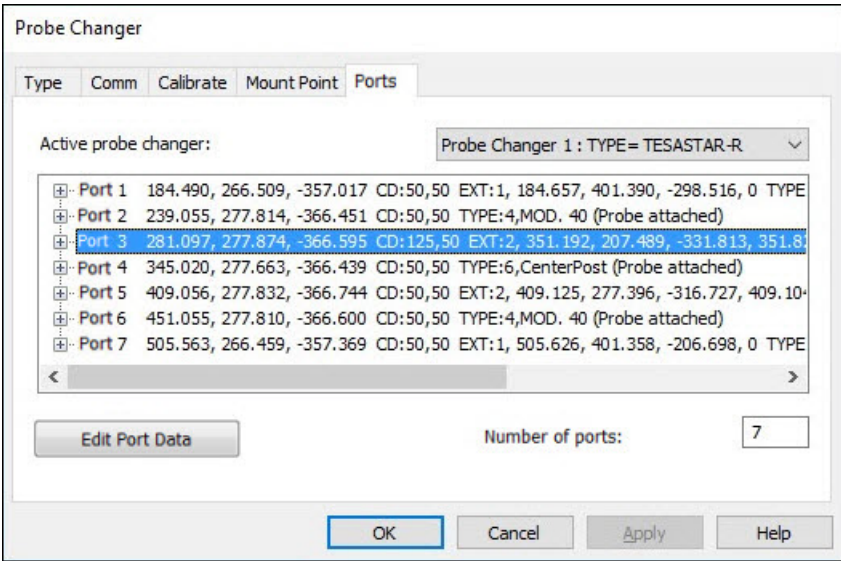 Probe Changer
Type Comm Calibrate Mount Point Ports
Active probe changer: Probe Changer 1 : TYPE= TESASTAR-R
Port 1 184.490, 266.509, -357.017 CD:50,50 EXT:1, 184.657, 401.390, -298.516, 0 TYPE
Port 2 239.055, 277.814, -366.451 CD:50,50 TYPE:4,MOD. 40 (Probe attached)
Port 3 281.097, 277.874, -366.595 CD:125,50 EXT:2, 351.192, 207.489, -331.813, 351.8
Port 4 345.020, 277.663, -366.439 CD:50,50 TYPE:6,CenterPost (Probe attached)
Port 5 409.056, 277.832, -366.744 CD:50,50 EXT:2, 409.125, 277.396, -316.727, 409.10
Port 6 451.055, 277.810, -366.600 CD:50,50 TYPE:4,MOD. 40 (Probe attached)
Port 7 505.563, 266.459, -357.369 CD:50,50 EXT:1, 505.626, 401.358, -206.698, 0 TYPE
Edit Port Data Number of ports: 7
OK Cancel Apply Help